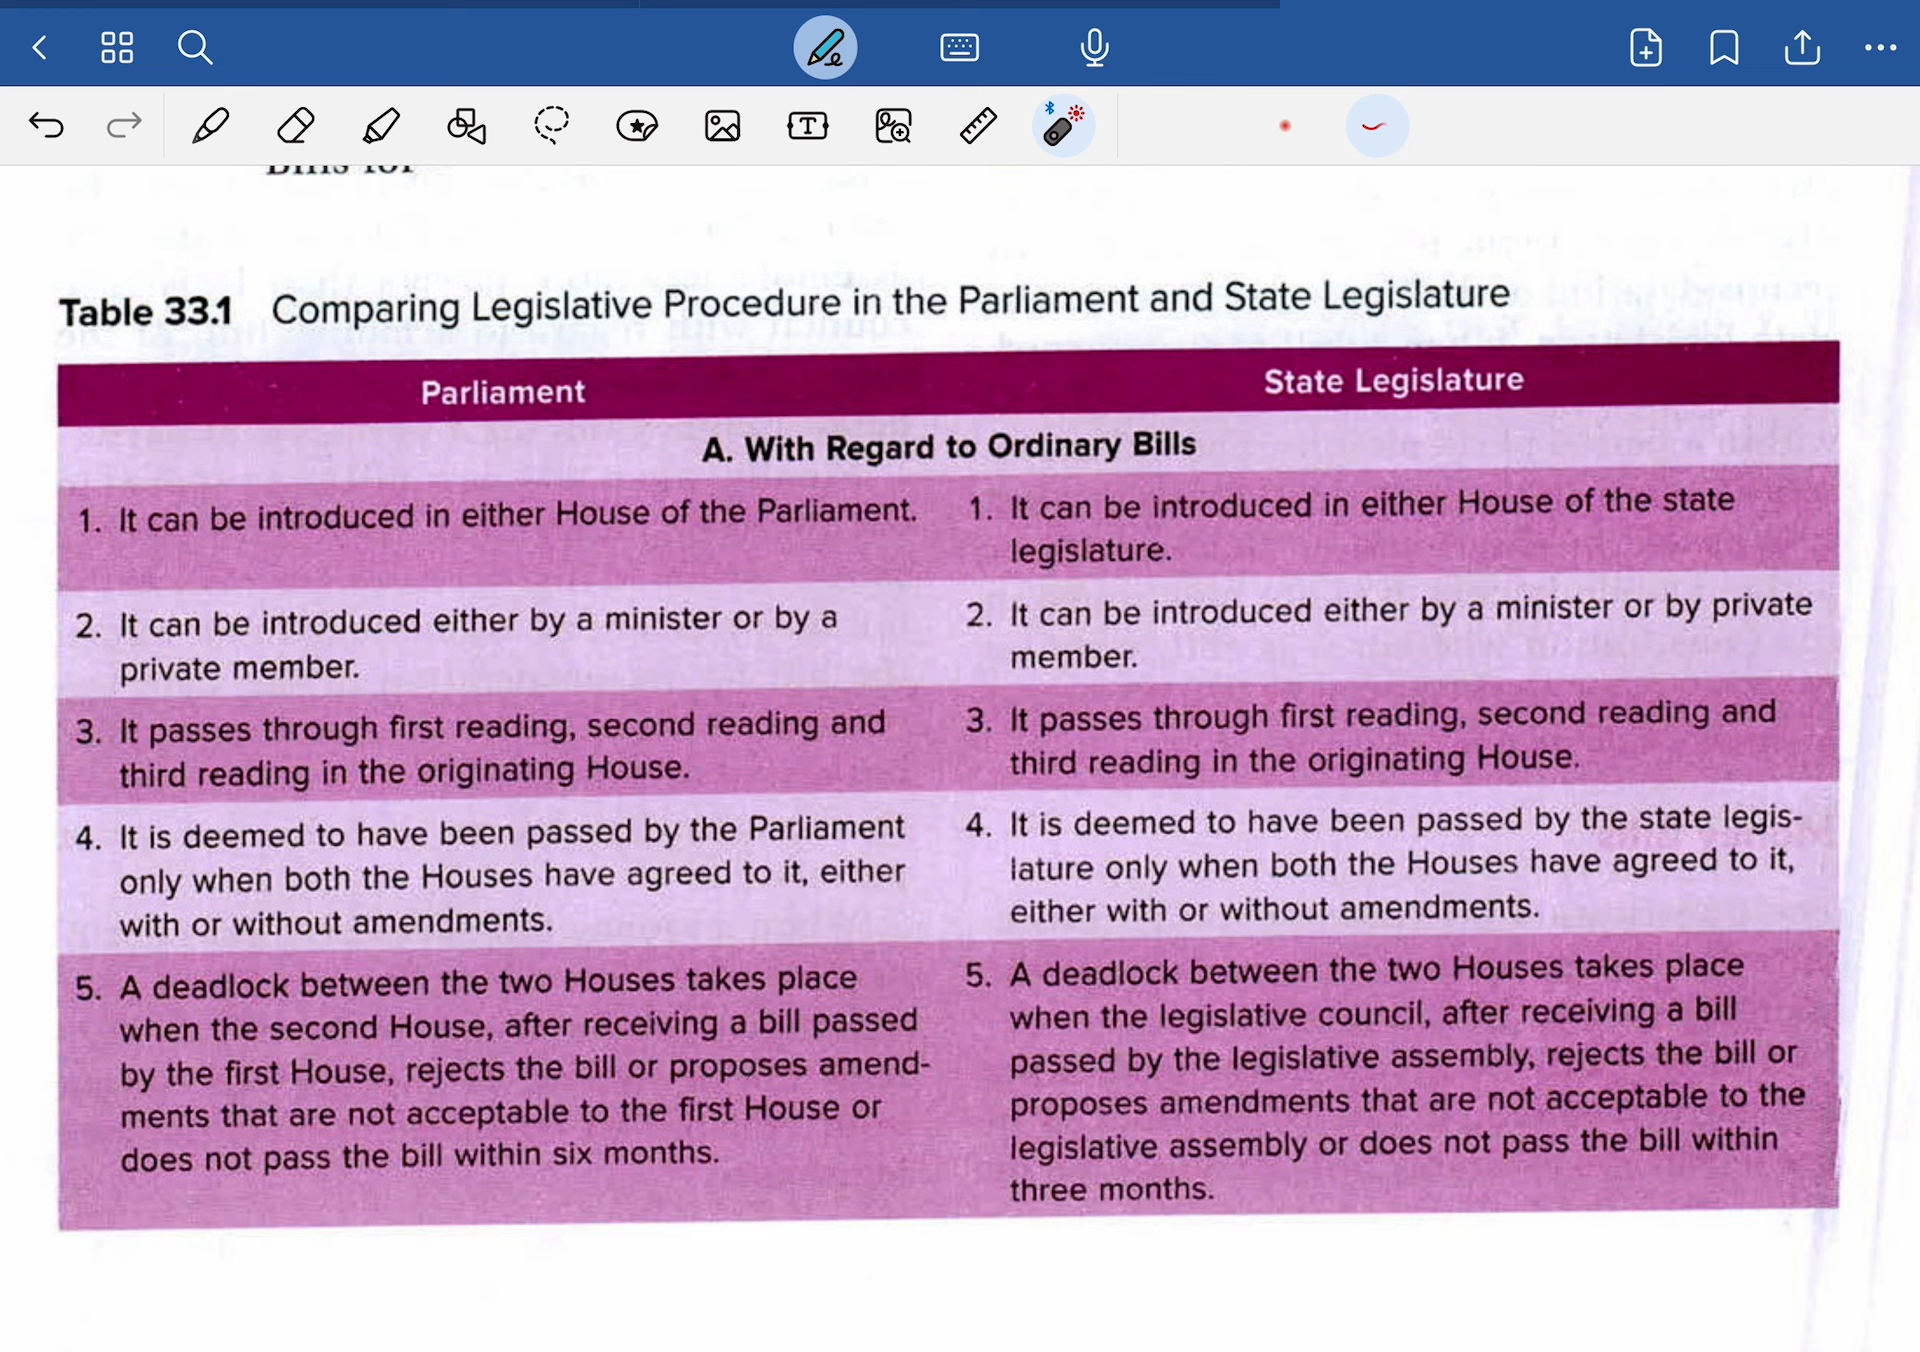 Table 33.1 Comparing Legislative Procedure in the Parliament and State Legislature
Parliament
State Legislature
A. With Regard to Ordinary Bills
1. It can be introduced in either House of the Parliament.
1. It can be introduced in either House of the state
legislature.
2. It can be introduced either by a minister or by a
private member.
2. It can be introduced either by a minister or by private
member.
3. It passes through first reading, second reading and
third reading in the originating House.
3. It passes through first reading, second reading and
third reading in the originating House.
4. It is deemed to have been passed by the Parliament
only when both the Houses have agreed to it, either
with or without amendments.
4. It is deemed to have been passed by the state legis-
lature only when both the Houses have agreed to it,
either with or without amendments.
5. A deadlock between the two Houses takes place
when the second House, after receiving a bill passed
by the first House, rejects the bill or proposes amend-
ments that are not acceptable to the first House or
does not pass the bill within six months.
5. A deadlock between the two Houses takes place
when the legislative council, after receiving a bill
passed by the legislative assembly, rejects the bill or
proposes amendments that are not acceptable to the
legislative assembly or does not pass the bill within
three months.